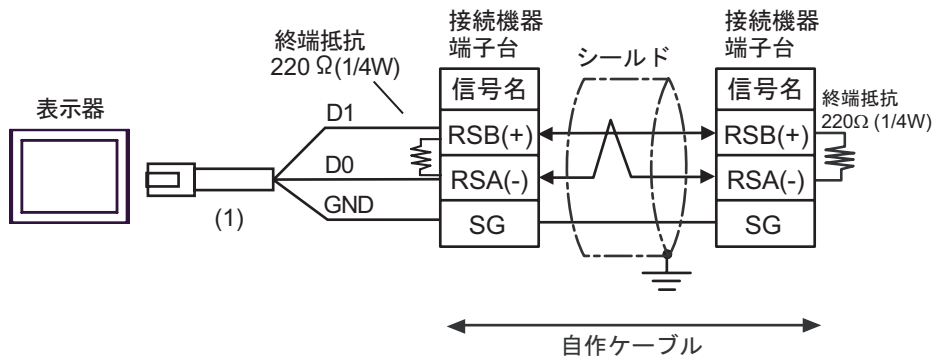 表示器
(1)
終端抵抗
220 Ω(1/4W)
D1
D0
GND
接続機器
端子台
信号名
RSB(+)
RSA(-)
SG
シールド
接続機器
端子台
信号名
RSB(+)
RSA(-)
SG
終端抵抗
220Ω (1/4W)
自作ケーブル